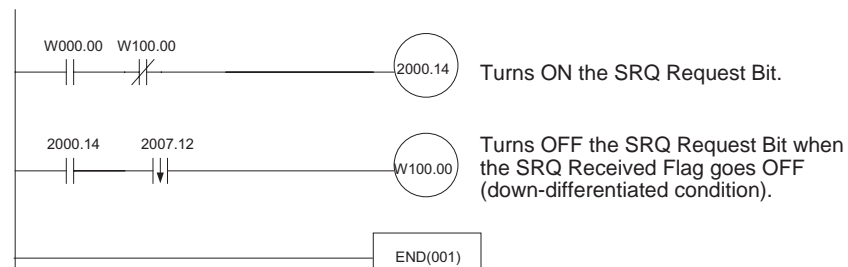 W000.00 W100.00
2000.14
Turns ON the SRQ Request Bit.
2000.14 2007.12
W100.00
Turns OFF the SRQ Request Bit when
the SRQ Received Flag goes OFF
(down-differentiated condition).
END(001)